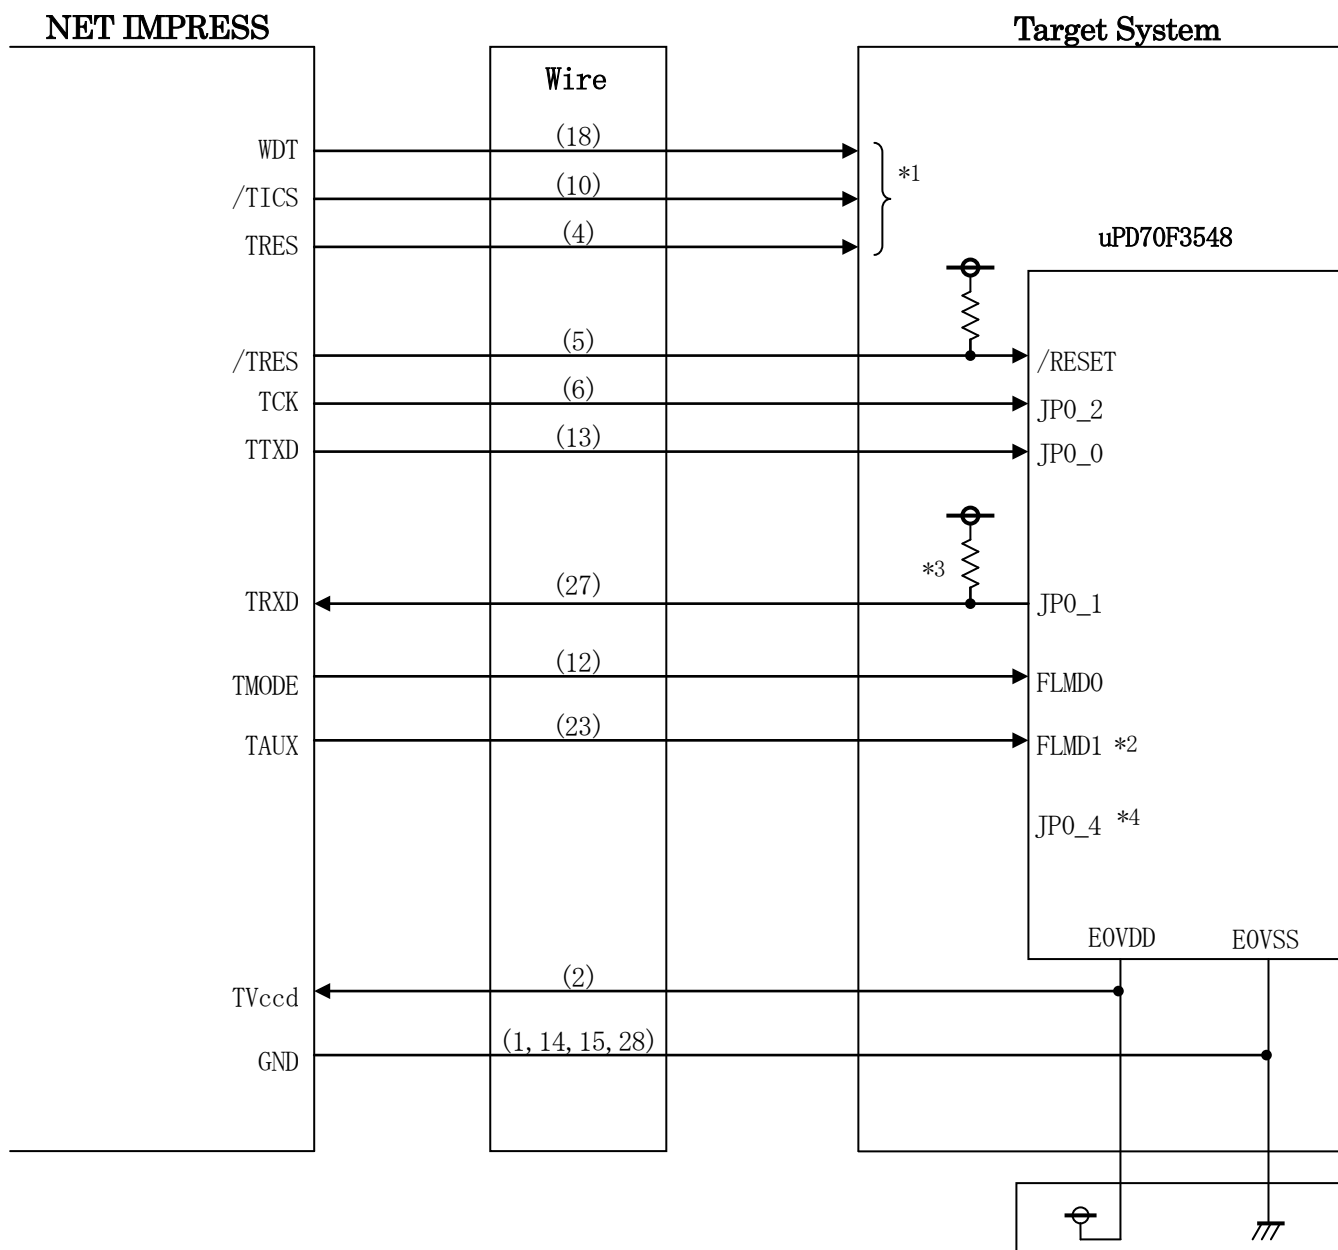 NET IMPRESS
Target System
Wire
WDT
(18)
*1
/TICS
(10)
TRES
(4)
uPD70F3548
/TRES
(5)
/RESET
TCK
(6)
JP0_2
TTXD
(13)
JP0_0
*3
TRXD
(27)
JP0_1
TMODE
(12)
FLMD0
TAUX
(23)
FLMD1 *2
JP0_4 *4
E0VDD
E0VSS
TVccd
(2)
GND
(1,14,15,28)